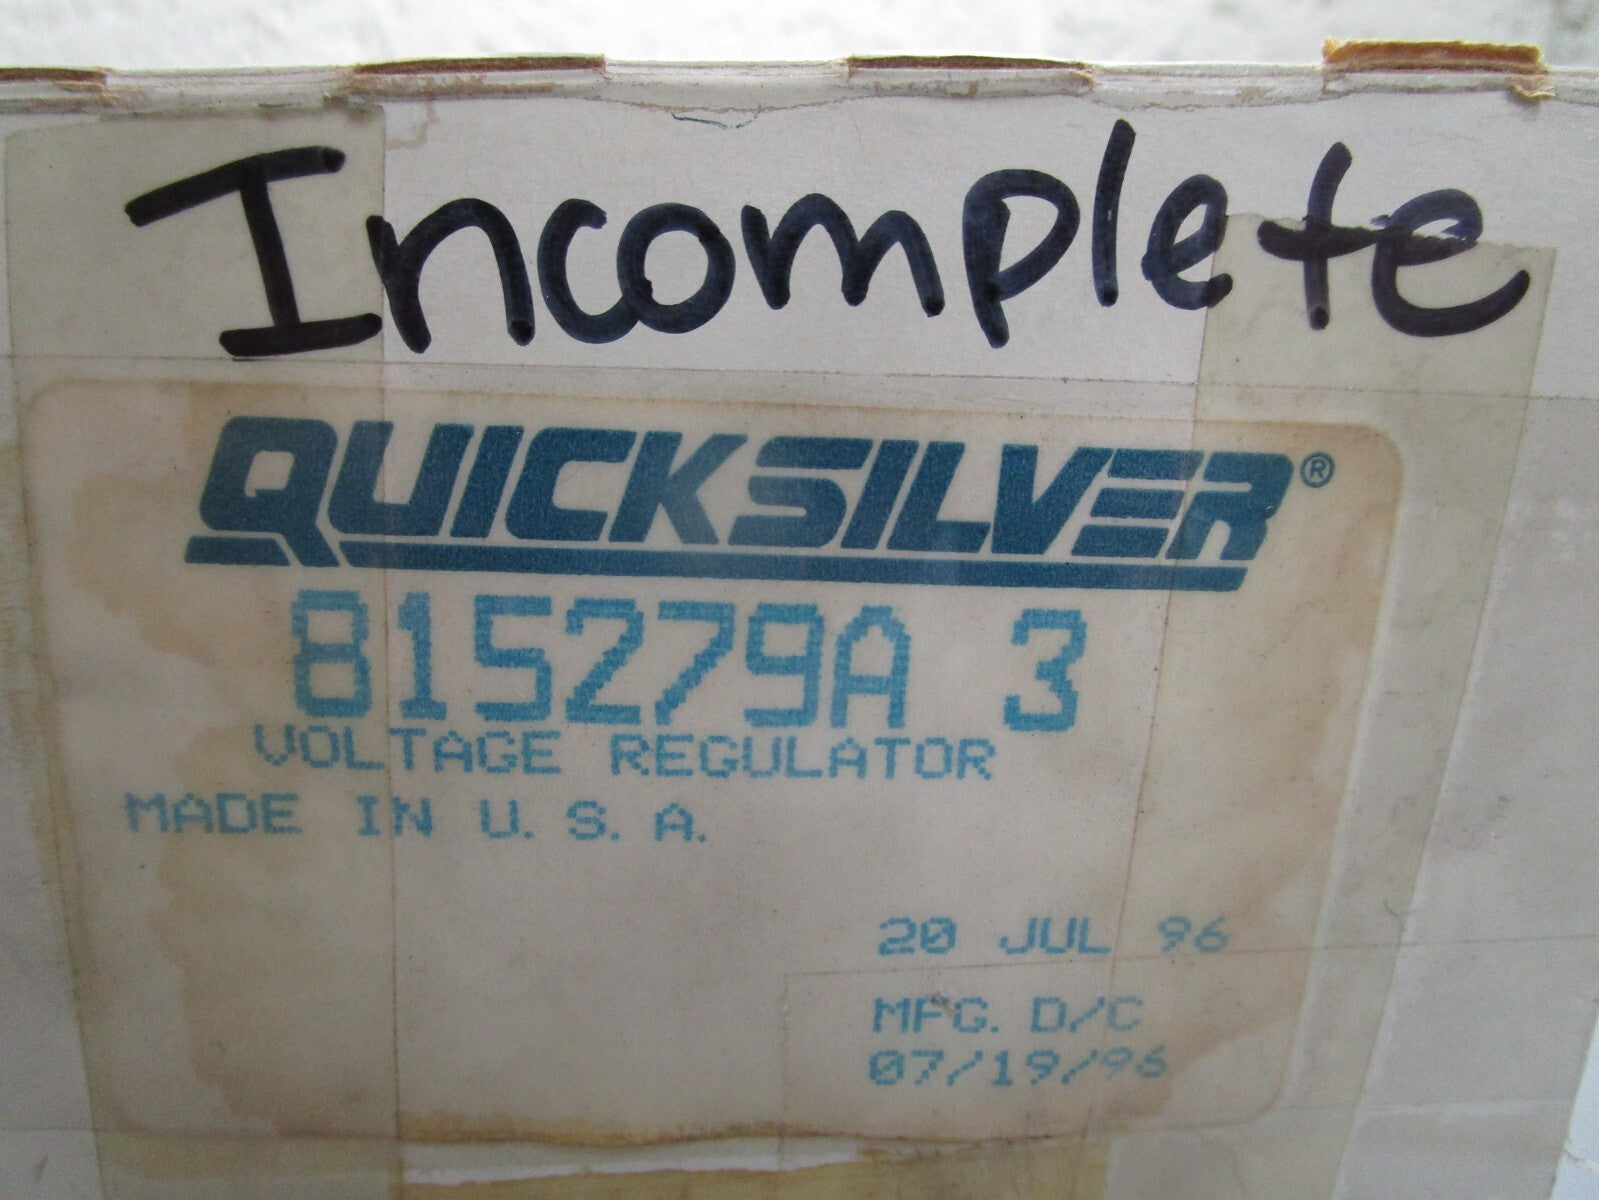 Incomplete
QUICKSILVER®
815279A 3
VOLTAGE REGULATOR
MADE IN U.S.A.
20 JUL 96
MFG. D/C
07/19/96